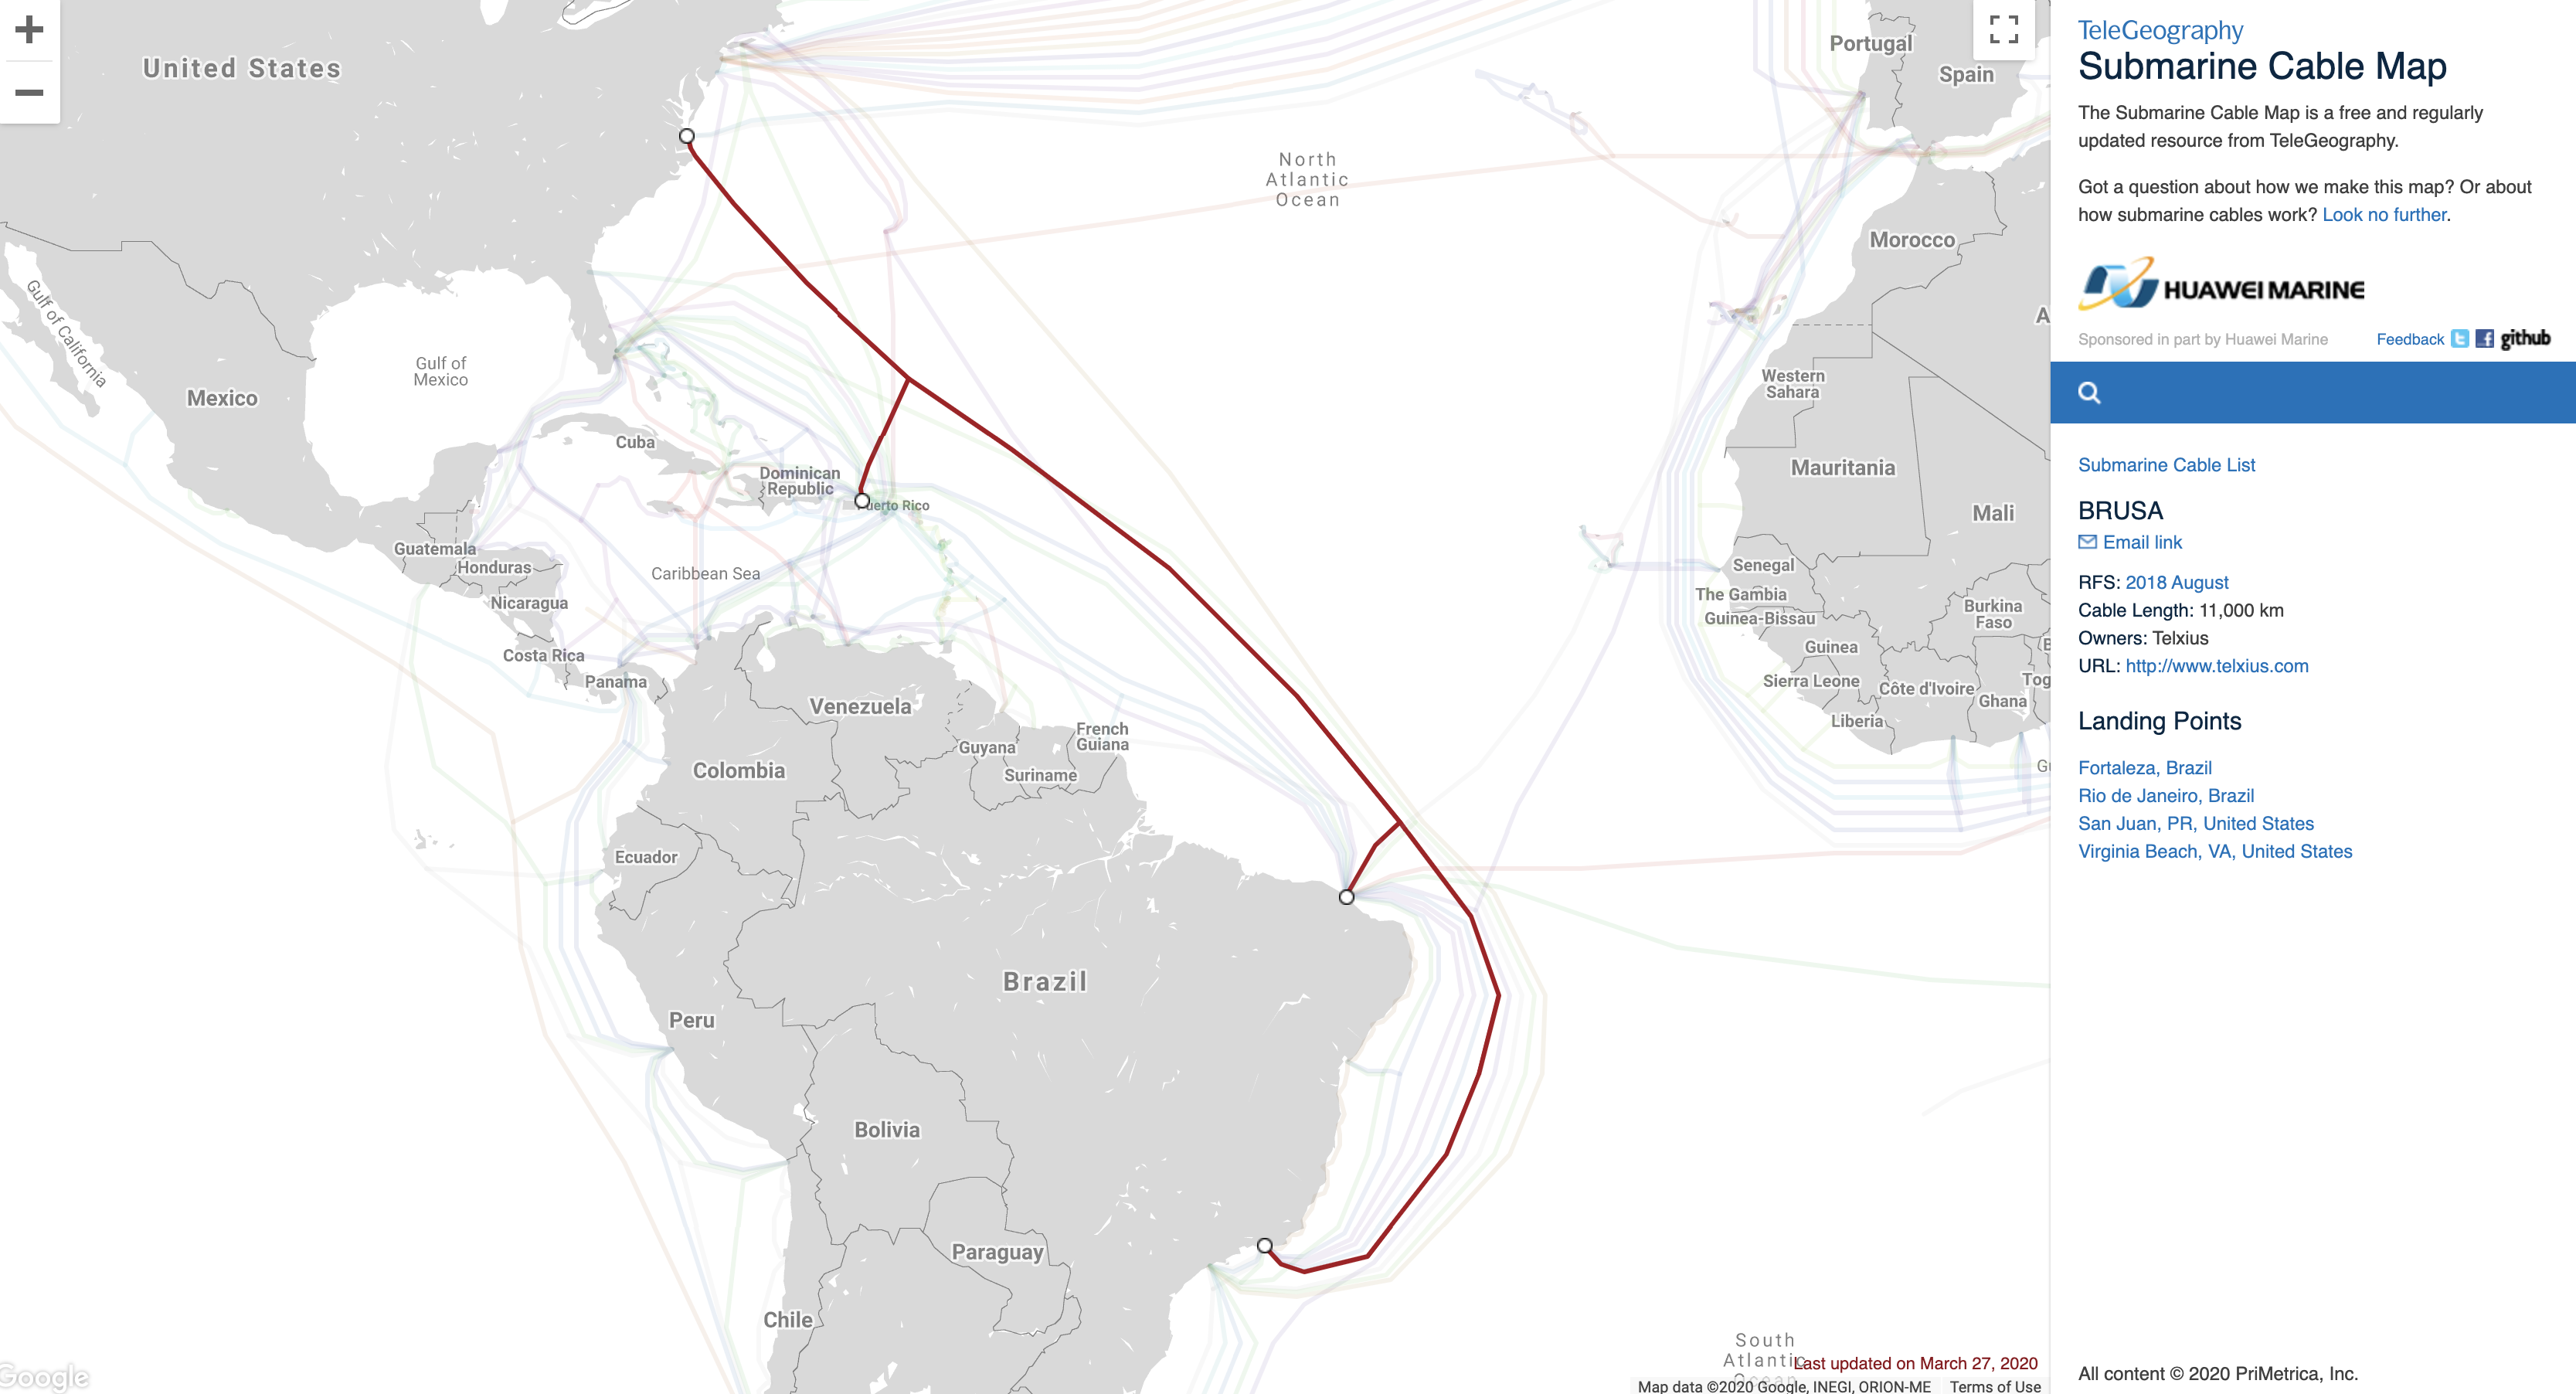 United States
Portugal
Spain
North
Atlantic
Ocean
Morocco
Gulf of California
Gulf of
Mexico
Mexico
Western
Sahara
Cuba
Dominican
Republic
Mauritania
Mali
Guatemala
Honduras
Caribbean Sea
Senegal
Nicaragua
The Gambia
Guinea-Bissau
Burkina
Faso
Costa Rica
Guinea
Panama
Sierra Leone
Côte d'Ivoire
Ghana
Venezuela
Liberia
French
Guiana
Guyana
Suriname
Colombia
Ecuador
Brazil
Peru
Bolivia
Paraguay
Chile
South
Atlantic
Ocean
Google
Last updated on March 27, 2020
Map data ©2020 Google, INEGI, ORION-ME Terms of Use
TeleGeography
Submarine Cable Map
The Submarine Cable Map is a free and regularly
updated resource from TeleGeography.
Got a question about how we make this map? Or about
how submarine cables work? Look no further.
HUAWEI MARINE
Sponsored in part by Huawei Marine Feedback github
Submarine Cable List
BRUSA
Email link
RFS: 2018 August
Cable Length: 11,000 km
Owners: Telxius
URL: http://www.telxius.com
Landing Points
Fortaleza, Brazil
Rio de Janeiro, Brazil
San Juan, PR, United States
Virginia Beach, VA, United States
All content © 2020 PriMetrica, Inc.